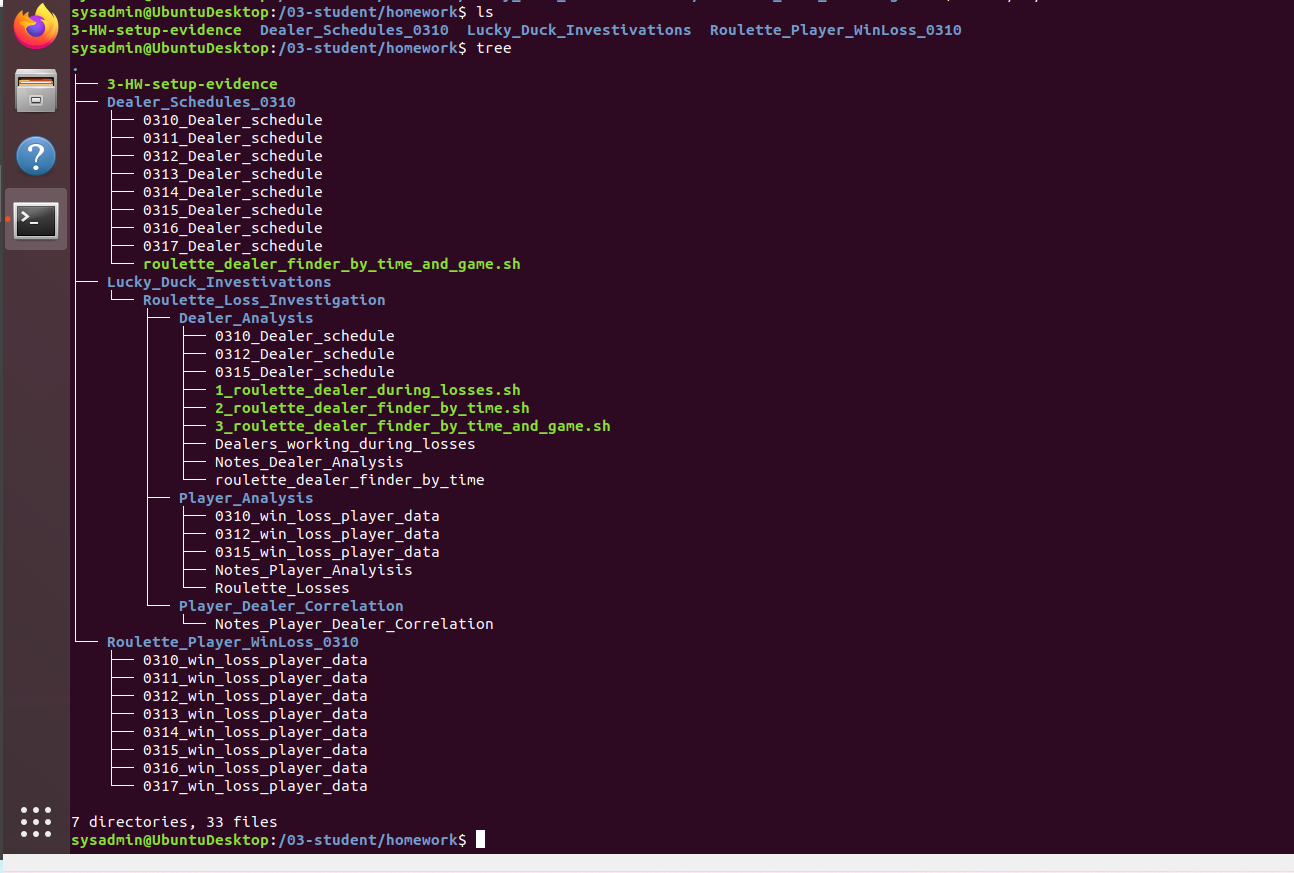 sysadmin@UbuntuDesktop:/03-student/homework$ ls
3-HW-setup-evidence  Dealer_Schedules_0310  Lucky_Duck_Investivations  Roulette_Player_WinLoss_0310
sysadmin@UbuntuDesktop:/03-student/homework$ tree
.
├── 3-HW-setup-evidence
├── Dealer_Schedules_0310
│   ├── 0310_Dealer_schedule
│   ├── 0311_Dealer_schedule
│   ├── 0312_Dealer_schedule
│   ├── 0313_Dealer_schedule
│   ├── 0314_Dealer_schedule
│   ├── 0315_Dealer_schedule
│   ├── 0316_Dealer_schedule
│   ├── 0317_Dealer_schedule
│   └── roulette_dealer_finder_by_time_and_game.sh
├── Lucky_Duck_Investivations
│   └── Roulette_Loss_Investigation
│       ├── Dealer_Analysis
│       │   ├── 0310_Dealer_schedule
│       │   ├── 0312_Dealer_schedule
│       │   ├── 0315_Dealer_schedule
│       │   ├── 1_roulette_dealer_during_losses.sh
│       │   ├── 2_roulette_dealer_finder_by_time.sh
│       │   ├── 3_roulette_dealer_finder_by_time_and_game.sh
│       │   ├── Dealers_working_during_losses
│       │   ├── Notes_Dealer_Analysis
│       │   └── roulette_dealer_finder_by_time
│       ├── Player_Analysis
│       │   ├── 0310_win_loss_player_data
│       │   ├── 0312_win_loss_player_data
│       │   ├── 0315_win_loss_player_data
│       │   ├── Notes_Player_Analyisis
│       │   └── Roulette_Losses
│       └── Player_Dealer_Correlation
│           └── Notes_Player_Dealer_Correlation
└── Roulette_Player_WinLoss_0310
    ├── 0310_win_loss_player_data
    ├── 0311_win_loss_player_data
    ├── 0312_win_loss_player_data
    ├── 0313_win_loss_player_data
    ├── 0314_win_loss_player_data
    ├── 0315_win_loss_player_data
    ├── 0316_win_loss_player_data
    └── 0317_win_loss_player_data
7 directories, 33 files
sysadmin@UbuntuDesktop:/03-student/homework$